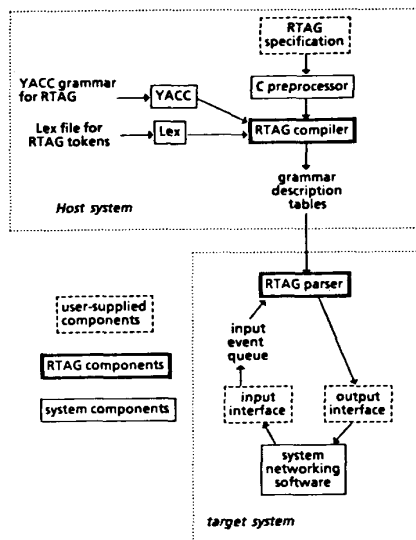 RTAG
specification
YACC grammar
for RTAG
YACC
C preprocessor
Lex file for
RTAG tokens
Lex
RTAG compiler
grammar
description
tables
Host system
RTAG parser
user-supplied
components
input
event
queue
RTAG components
input
interface
output
interface
system components
system
networking
software
target system